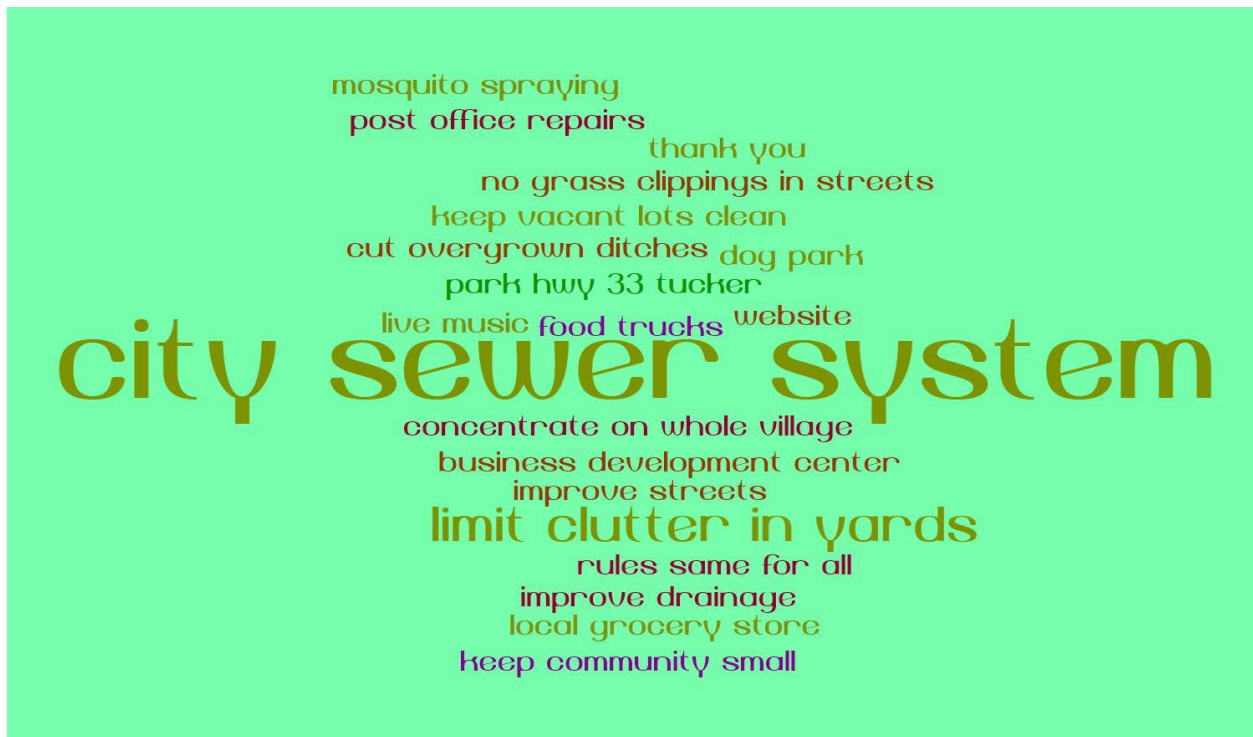 mosquito spraying
post office repairs
thank you
no grass clippings in streets
keep vacant lots clean
cut overgrown ditches
dog park
park hwy 33 tucker
live music
food trucks
website
city sewer system
concentrate on whole village
business development center
improve streets
limit clutter in yards
rules same for all
improve drainage
local grocery store
keep community small